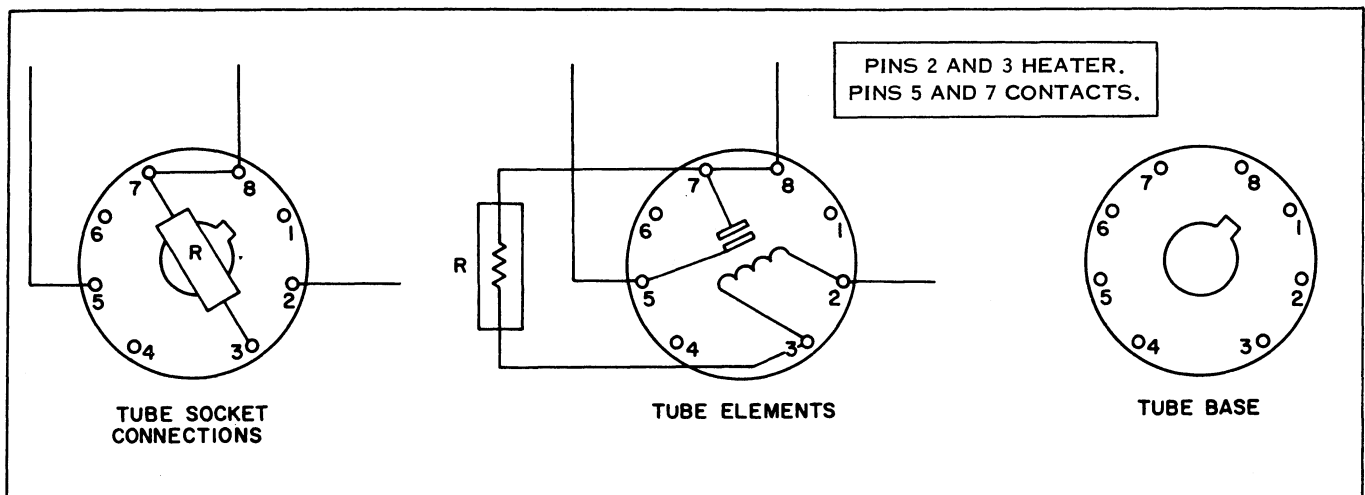 PINS 2 AND 3 HEATER.
PINS 5 AND 7 CONTACTS.
7 8
6 1
R
5 2
4 3
TUBE SOCKET
CONNECTIONS
7 8
6 1
R
5 2
4 3
TUBE ELEMENTS
7 8
6 1
5 2
4 3
TUBE BASE